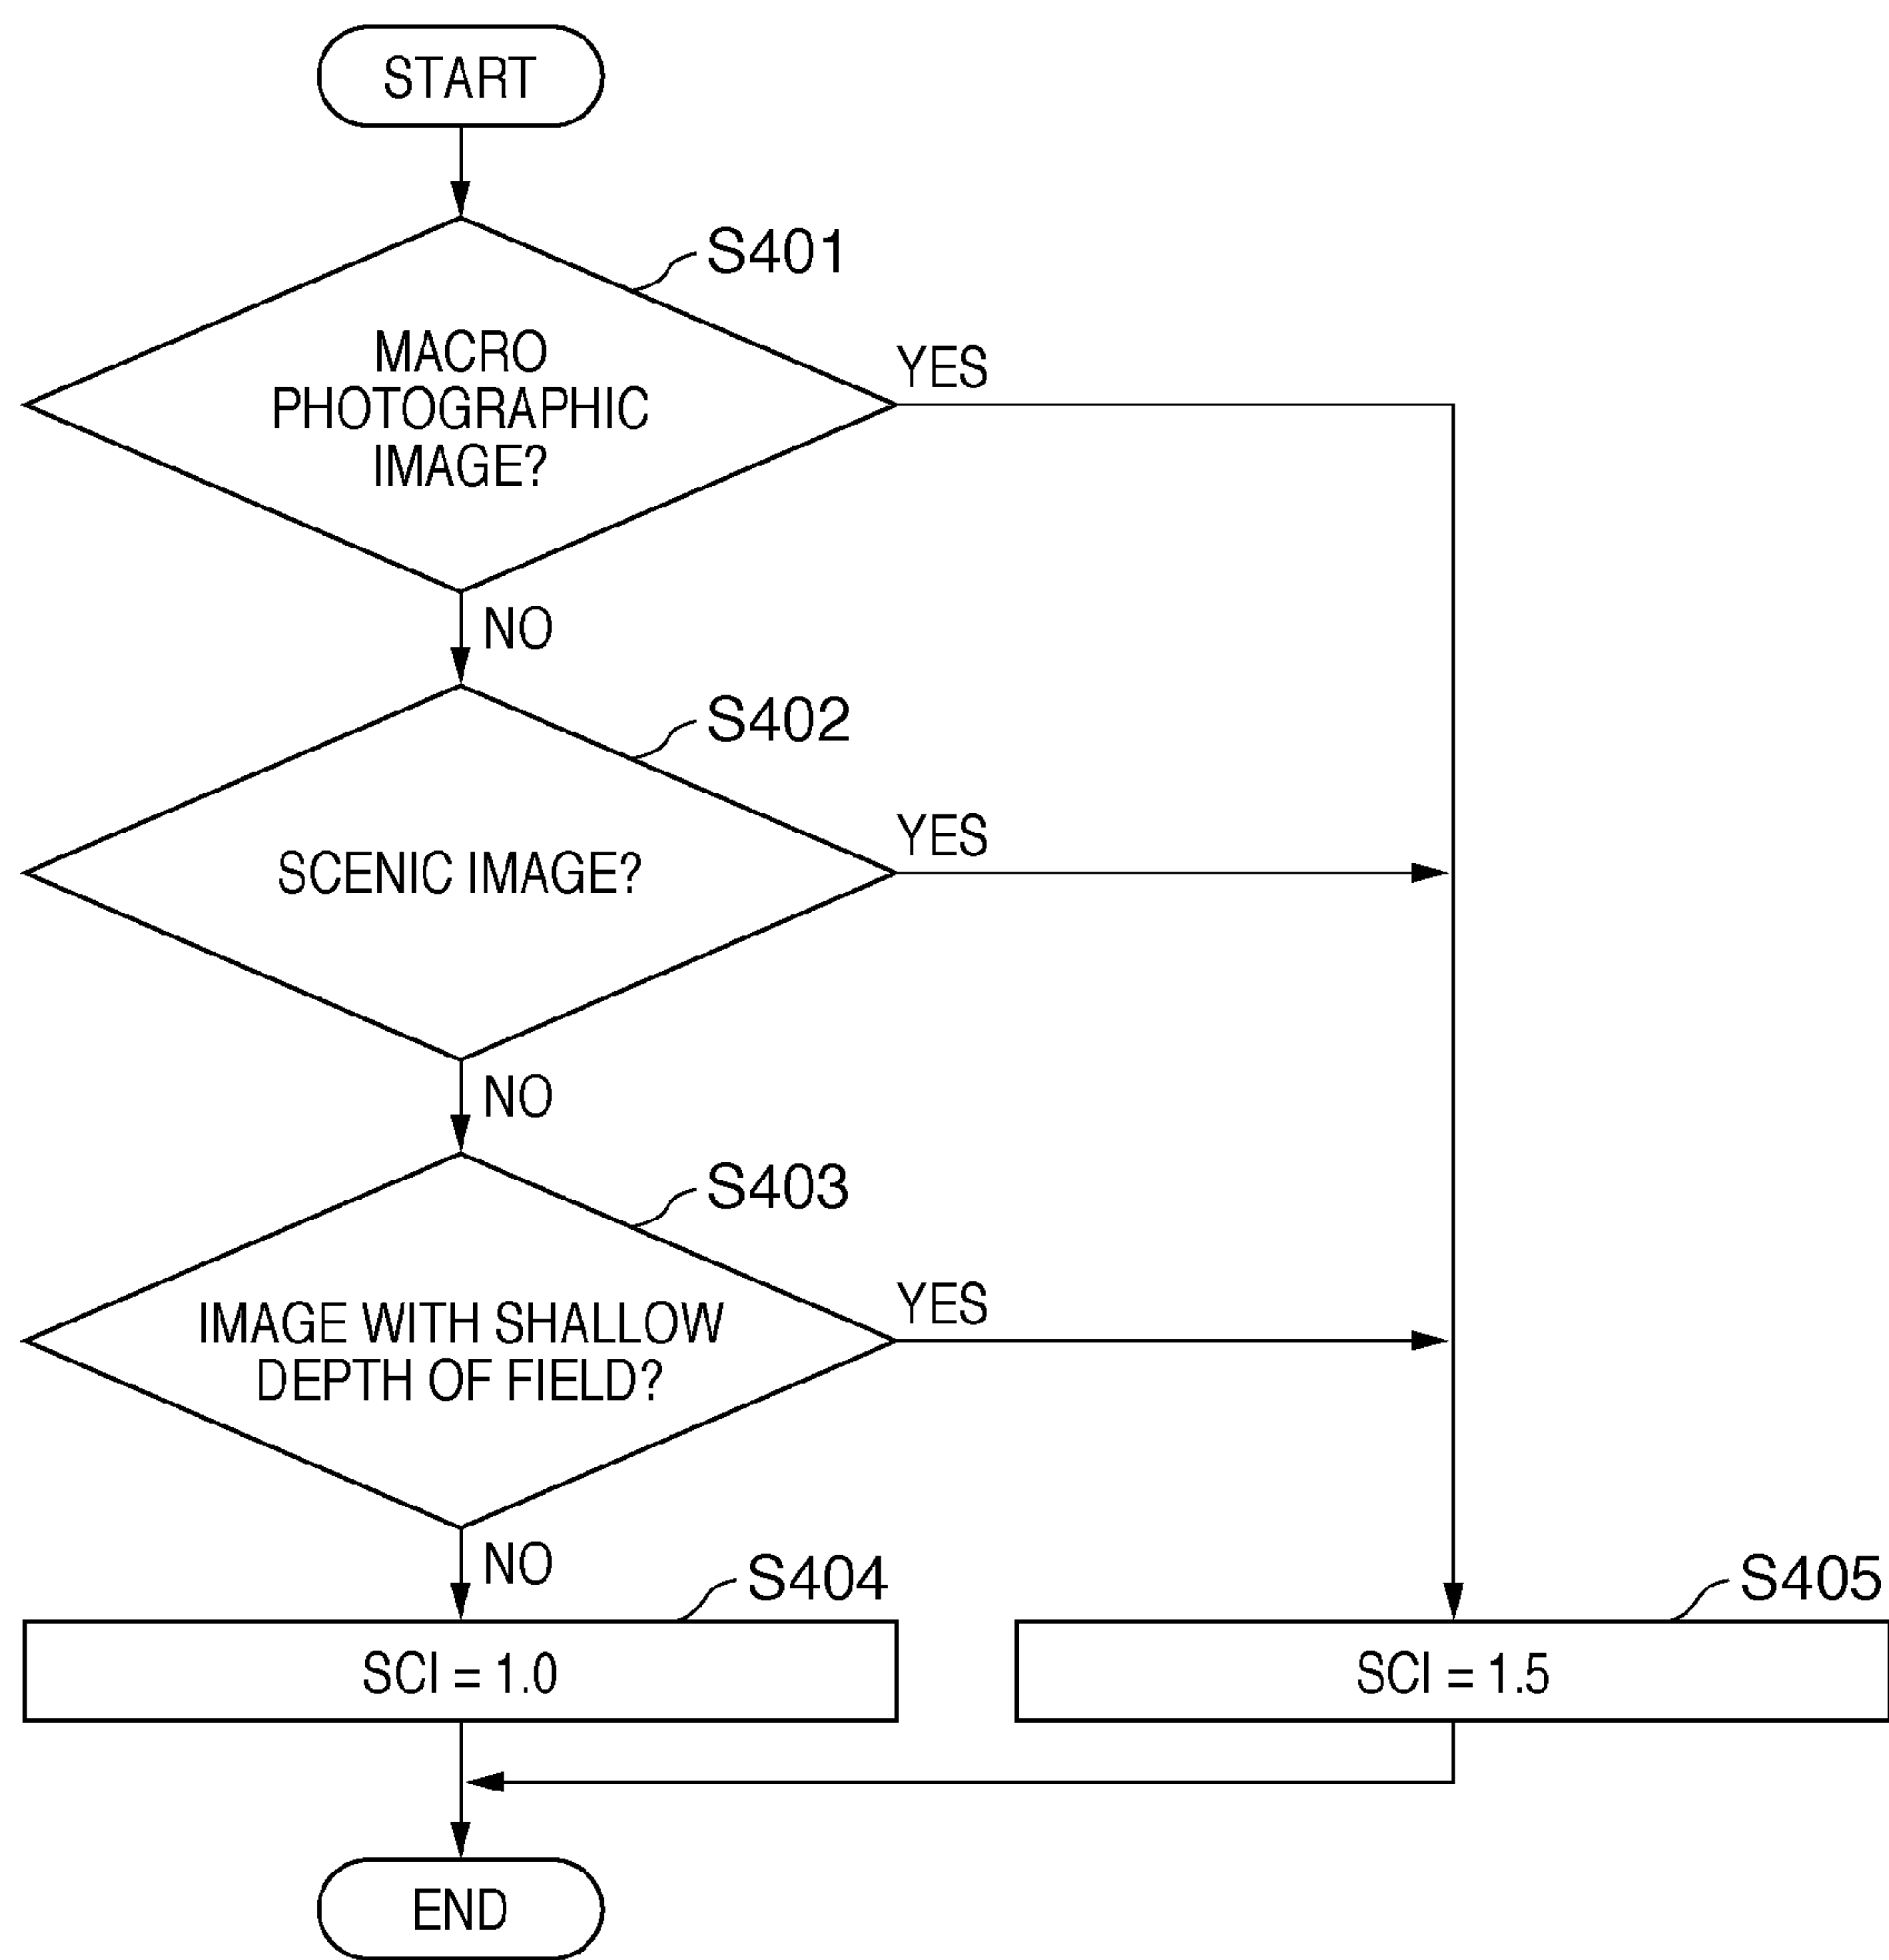 START
S401
MACRO
PHOTOGRAPHIC
IMAGE?
YES
NO
S402
SCENIC IMAGE?
YES
NO
S403
IMAGE WITH SHALLOW
DEPTH OF FIELD?
YES
NO
S404
SCI = 1.0
S405
SCI = 1.5
END